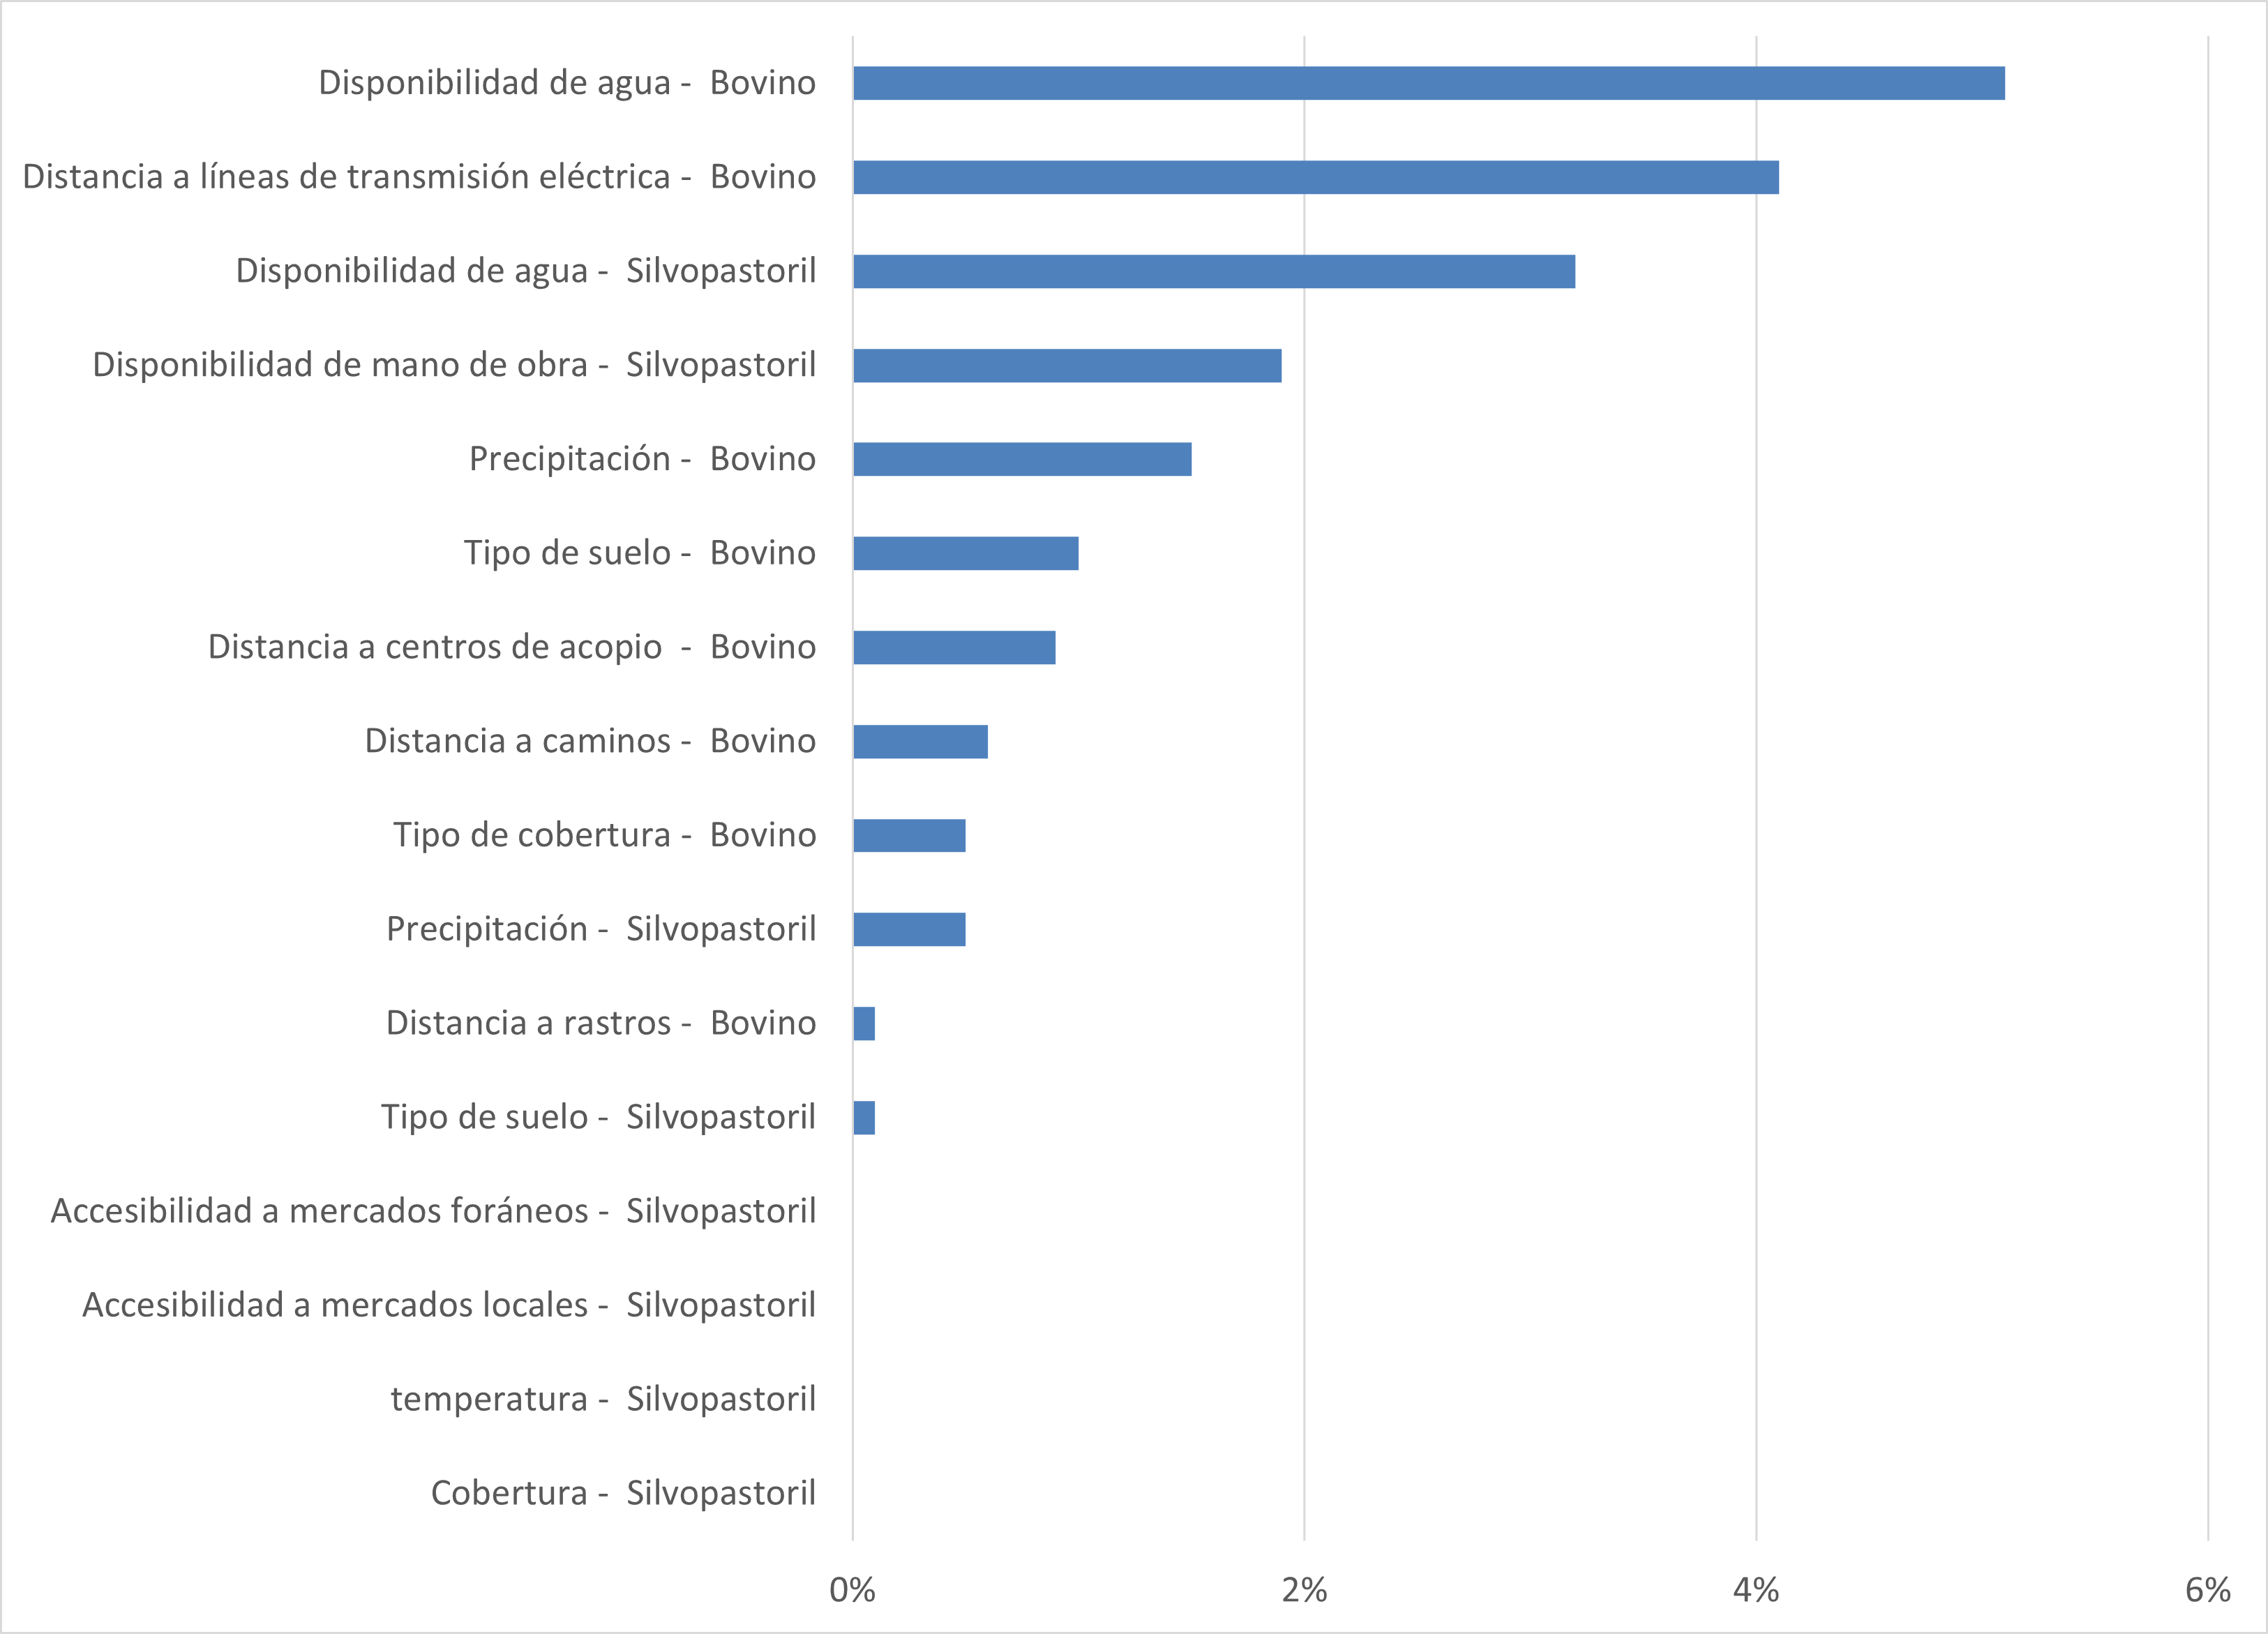 Disponibilidad de agua -  Bovino
Distancia a líneas de transmisión eléctrica -  Bovino
Disponibilidad de agua -  Silvopastoril
Disponibilidad de mano de obra -  Silvopastoril
Precipitación -  Bovino
Tipo de suelo -  Bovino
Distancia a centros de acopio  -  Bovino
Distancia a caminos -  Bovino
Tipo de cobertura -  Bovino
Precipitación -  Silvopastoril
Distancia a rastros -  Bovino
Tipo de suelo -  Silvopastoril
Accesibilidad a mercados foráneos -  Silvopastoril
Accesibilidad a mercados locales -  Silvopastoril
temperatura -  Silvopastoril
Cobertura -  Silvopastoril
0% 2% 4% 6%